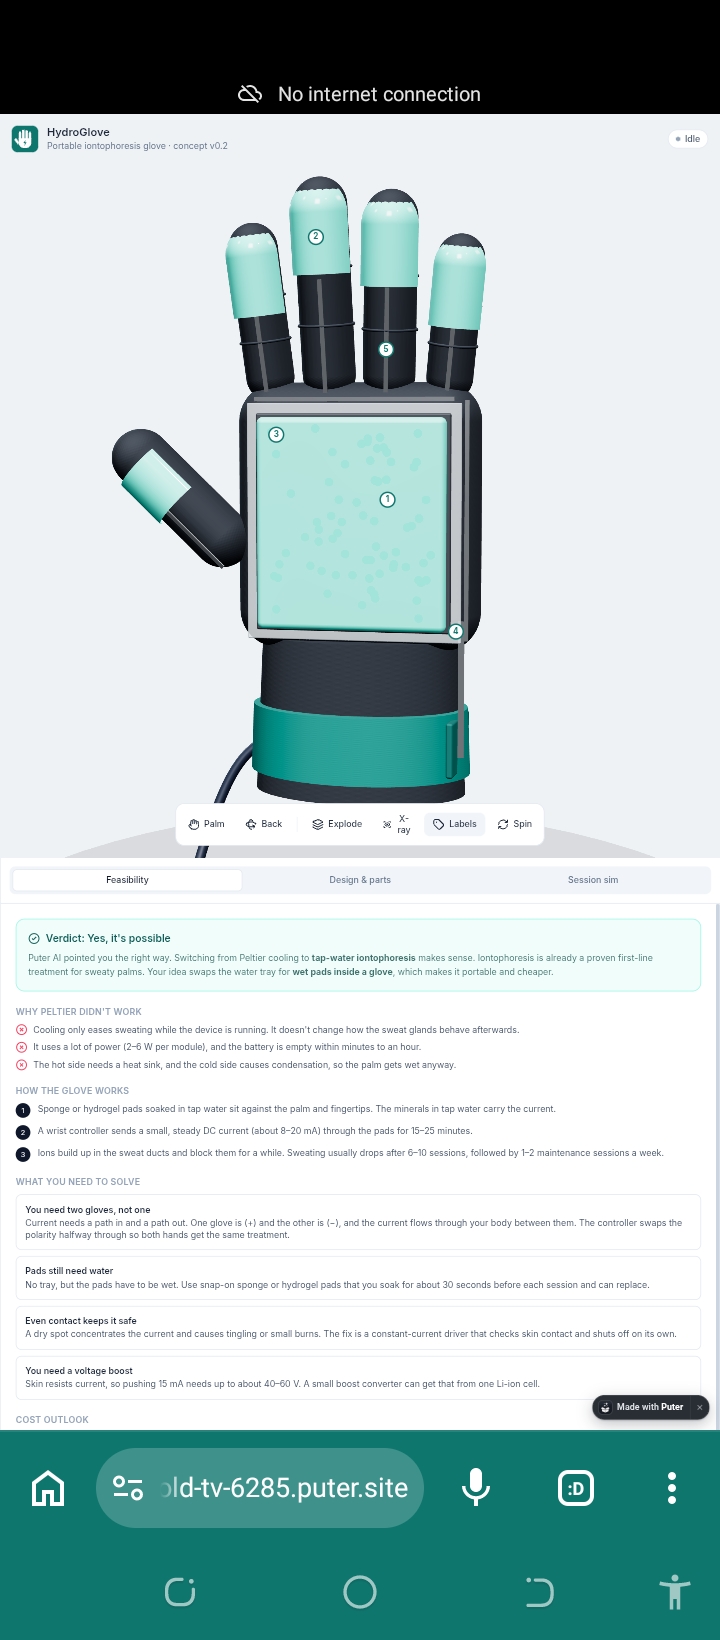 No internet connection
HydroGlove
Portable iontophoresis glove · concept v0.2
Idle
2
5
3
1
4
Palm
Back
Explode
X-
ray
Labels
Spin
Feasibility
Design & parts
Session sim
Verdict: Yes, it's possible
Puter AI pointed you the right way. Switching from Peltier cooling to tap-water iontophoresis makes sense. Iontophoresis is already a proven first-line
treatment for sweaty palms. Your idea swaps the water tray for wet pads inside a glove, which makes it portable and cheaper.
WHY PELTIER DIDN'T WORK
Cooling only eases sweating while the device is running. It doesn't change how the sweat glands behave afterwards.
It uses a lot of power (2–6 W per module), and the battery is empty within minutes to an hour.
The hot side needs a heat sink, and the cold side causes condensation, so the palm gets wet anyway.
HOW THE GLOVE WORKS
1 Sponge or hydrogel pads soaked in tap water sit against the palm and fingertips. The minerals in tap water carry the current.
2 A wrist controller sends a small, steady DC current (about 8–20 mA) through the pads for 15–25 minutes.
3 Ions build up in the sweat ducts and block them for a while. Sweating usually drops after 6–10 sessions, followed by 1–2 maintenance sessions a week.
WHAT YOU NEED TO SOLVE
You need two gloves, not one
Current needs a path in and a path out. One glove is (+) and the other is (−), and the current flows through your body between them. The controller swaps the
polarity halfway through so both hands get the same treatment.
Pads still need water
No tray, but the pads have to be wet. Use snap-on sponge or hydrogel pads that you soak for about 30 seconds before each session and can replace.
Even contact keeps it safe
A dry spot concentrates the current and causes tingling or small burns. The fix is a constant-current driver that checks skin contact and shuts off on its own.
You need a voltage boost
Skin resists current, so pushing 15 mA needs up to about 40–60 V. A small boost converter can get that from one Li-ion cell.
Made with Puter ×
COST OUTLOOK
old-tv-6285.puter.site
:D